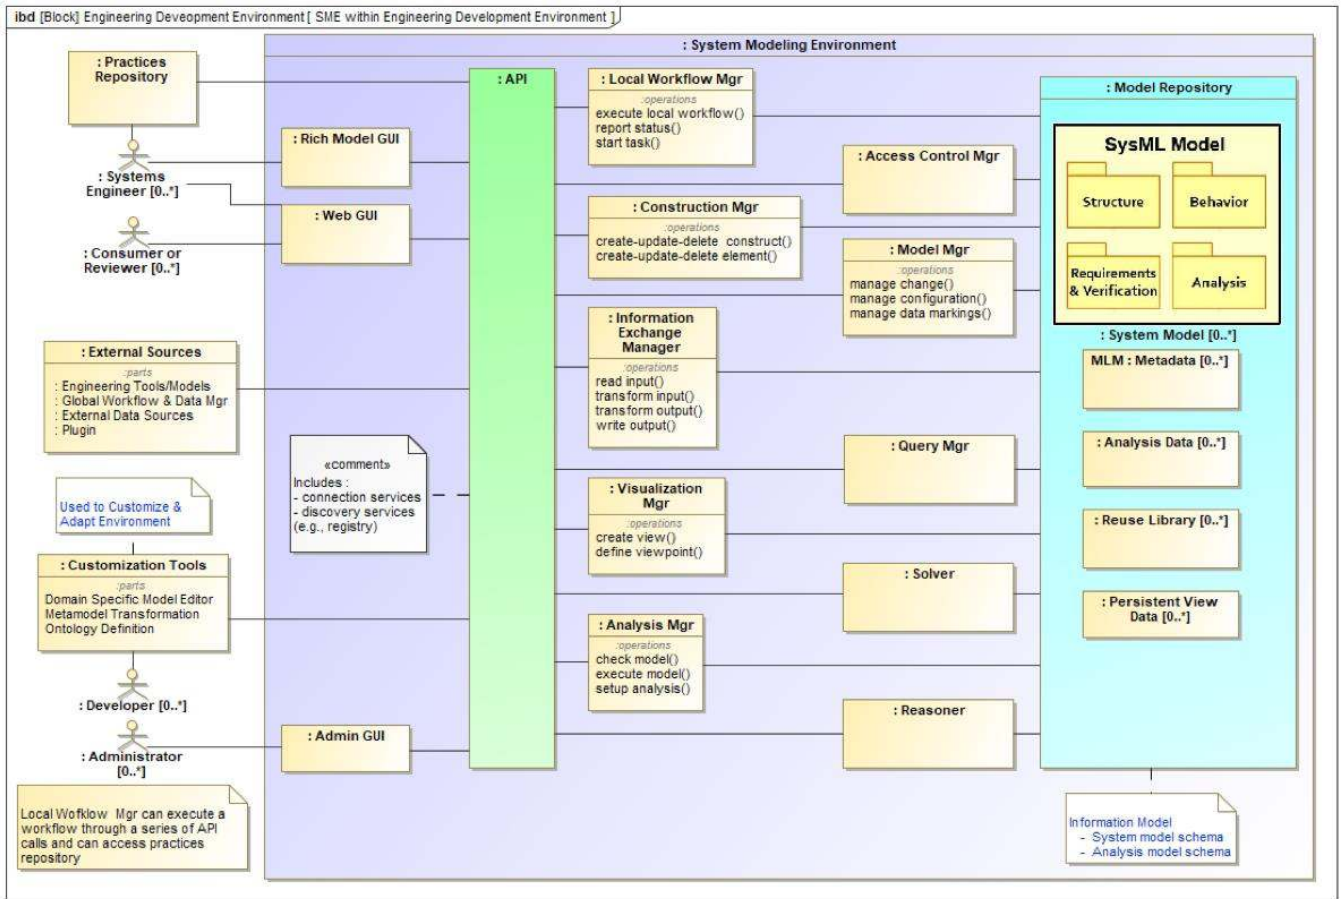 ibd [Block] Engineering Deveopment Environment [ SME within Engineering Development Environment ]
: System Modeling Environment
: Practices
Repository
: Systems
Engineer [0..*]
: Consumer or
Reviewer [0..*]
: External Sources
:parts
: Engineering Tools/Models
: Global Workflow & Data Mgr
: External Data Sources
: Plugin
Used to Customize &
Adapt Environment
: Customization Tools
:parts
Domain Specific Model Editor
Metamodel Transformation
Ontology Definition
: Developer [0..*]
: Administrator
[0..*]
Local Wofklow Mgr can execute a
workflow through a series of API
calls and can access practices
repository
: Rich Model GUI
: Web GUI
«comment»
Includes :
- connection services
- discovery services
(e.g., registry)
: Admin GUI
: API
: Local Workflow Mgr
:operations
execute local workflow()
report status()
start task()
: Construction Mgr
:operations
create-update-delete construct()
create-update-delete element()
: Information
Exchange
Manager
:operations
read input()
transform input()
transform output()
write output()
: Visualization
Mgr
:operations
create view()
define viewpoint()
: Analysis Mgr
:operations
check model()
execute model()
setup analysis()
: Access Control Mgr
: Model Mgr
:operations
manage change()
manage configuration()
manage data markings()
: Query Mgr
: Solver
: Reasoner
: Model Repository
SysML Model
Structure
Behavior
Requirements
& Verification
Analysis
: System Model [0..*]
MLM : Metadata [0..*]
: Analysis Data [0..*]
: Reuse Library [0..*]
: Persistent View
Data [0..*]
Information Model
- System model schema
- Analysis model schema